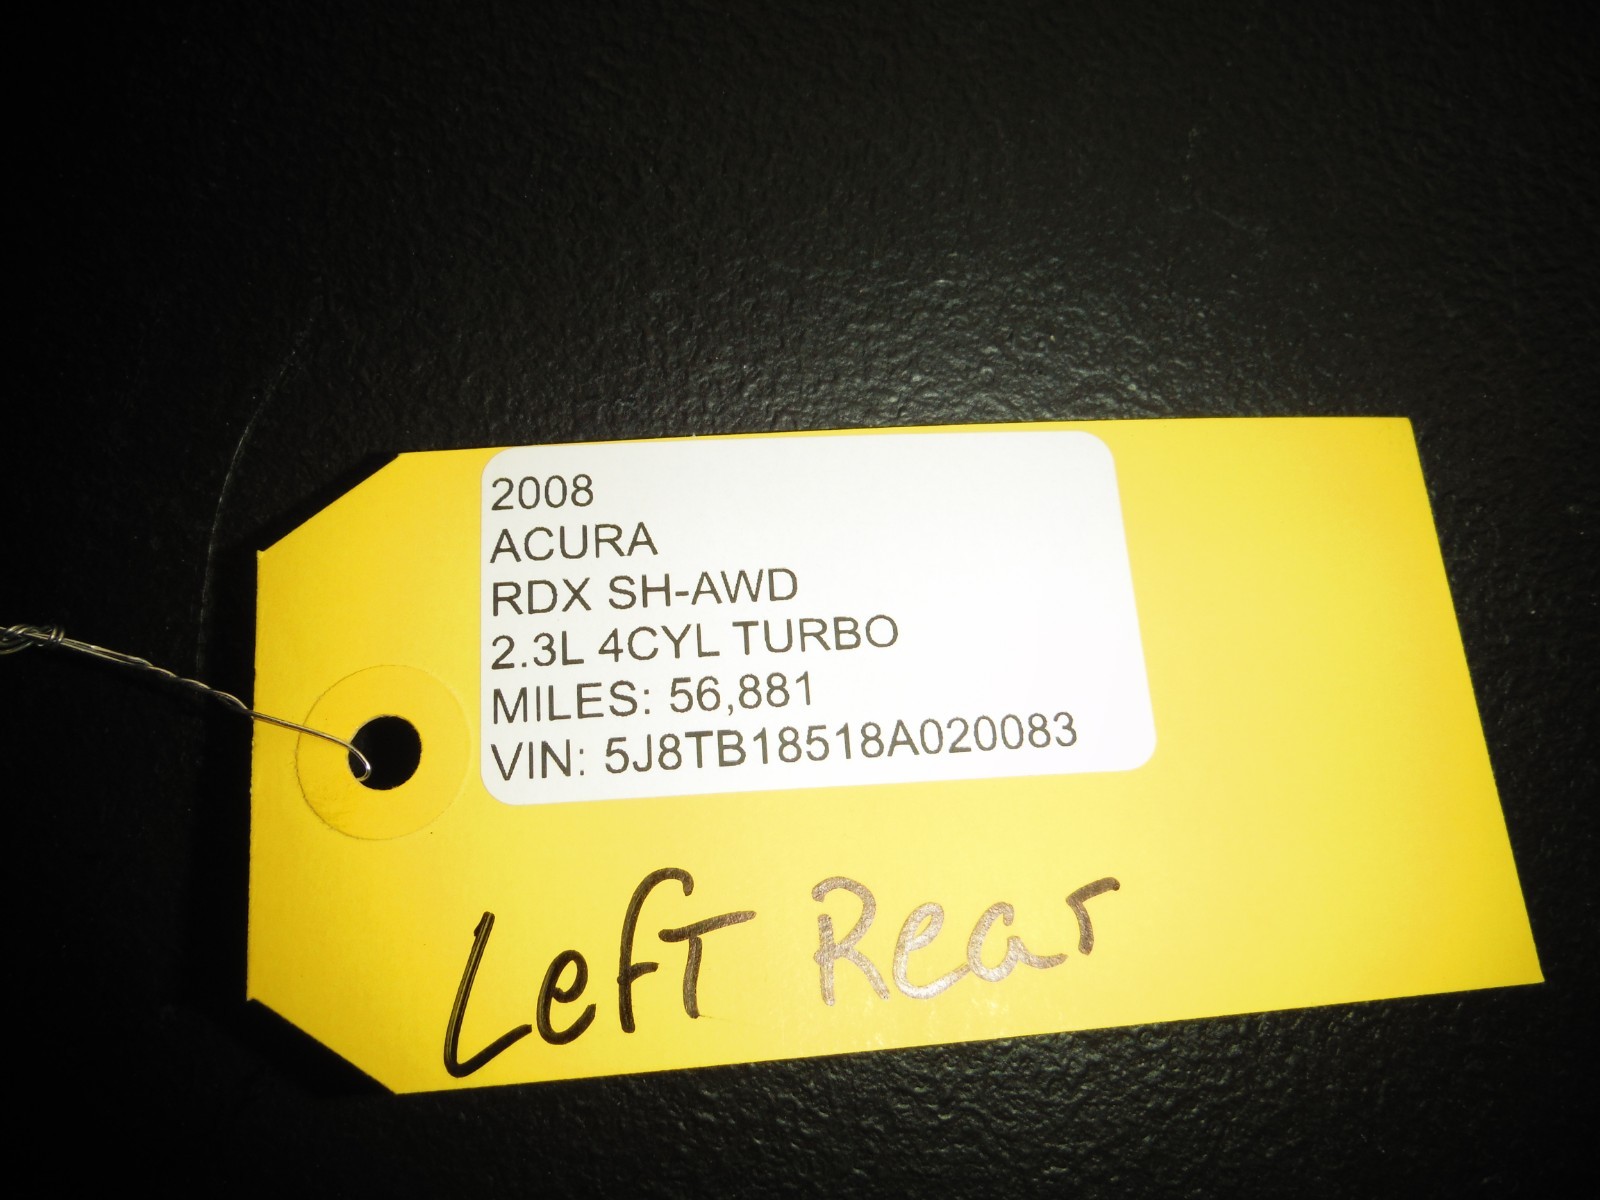 2008
ACURA
RDX SH-AWD
2.3L 4CYL TURBO
MILES: 56,881
VIN: 5J8TB18518A020083
Left Rear